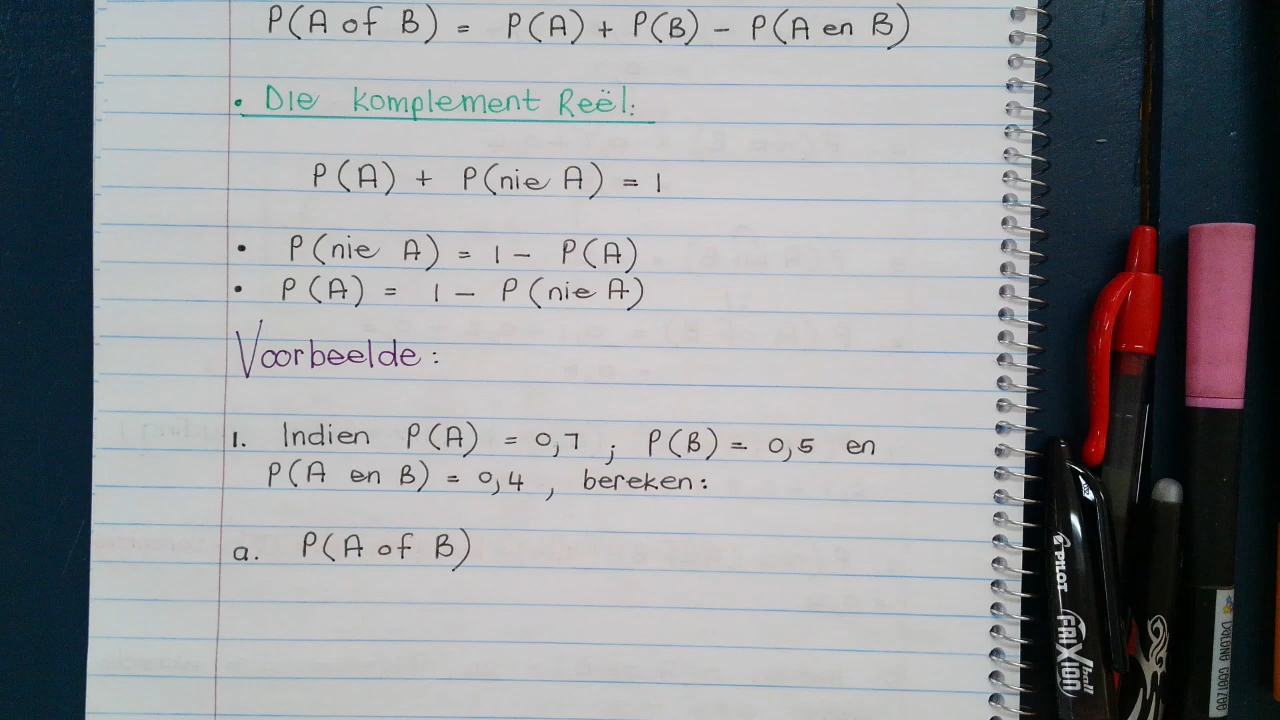 P(A of B) = P(A) + P(B) - P(A en B)
• Die komplement Reël:
P(A) + P(nie A) = 1
• P(nie A) = 1 - P(A)
• P(A) = 1 - P(nie A)
Voorbeelde:
1. Indien P(A) = 0,7 ; P(B) = 0,5 en
P(A en B) = 0,4 , bereken:
a. P(A of B)
PILOT
FRIXION ball